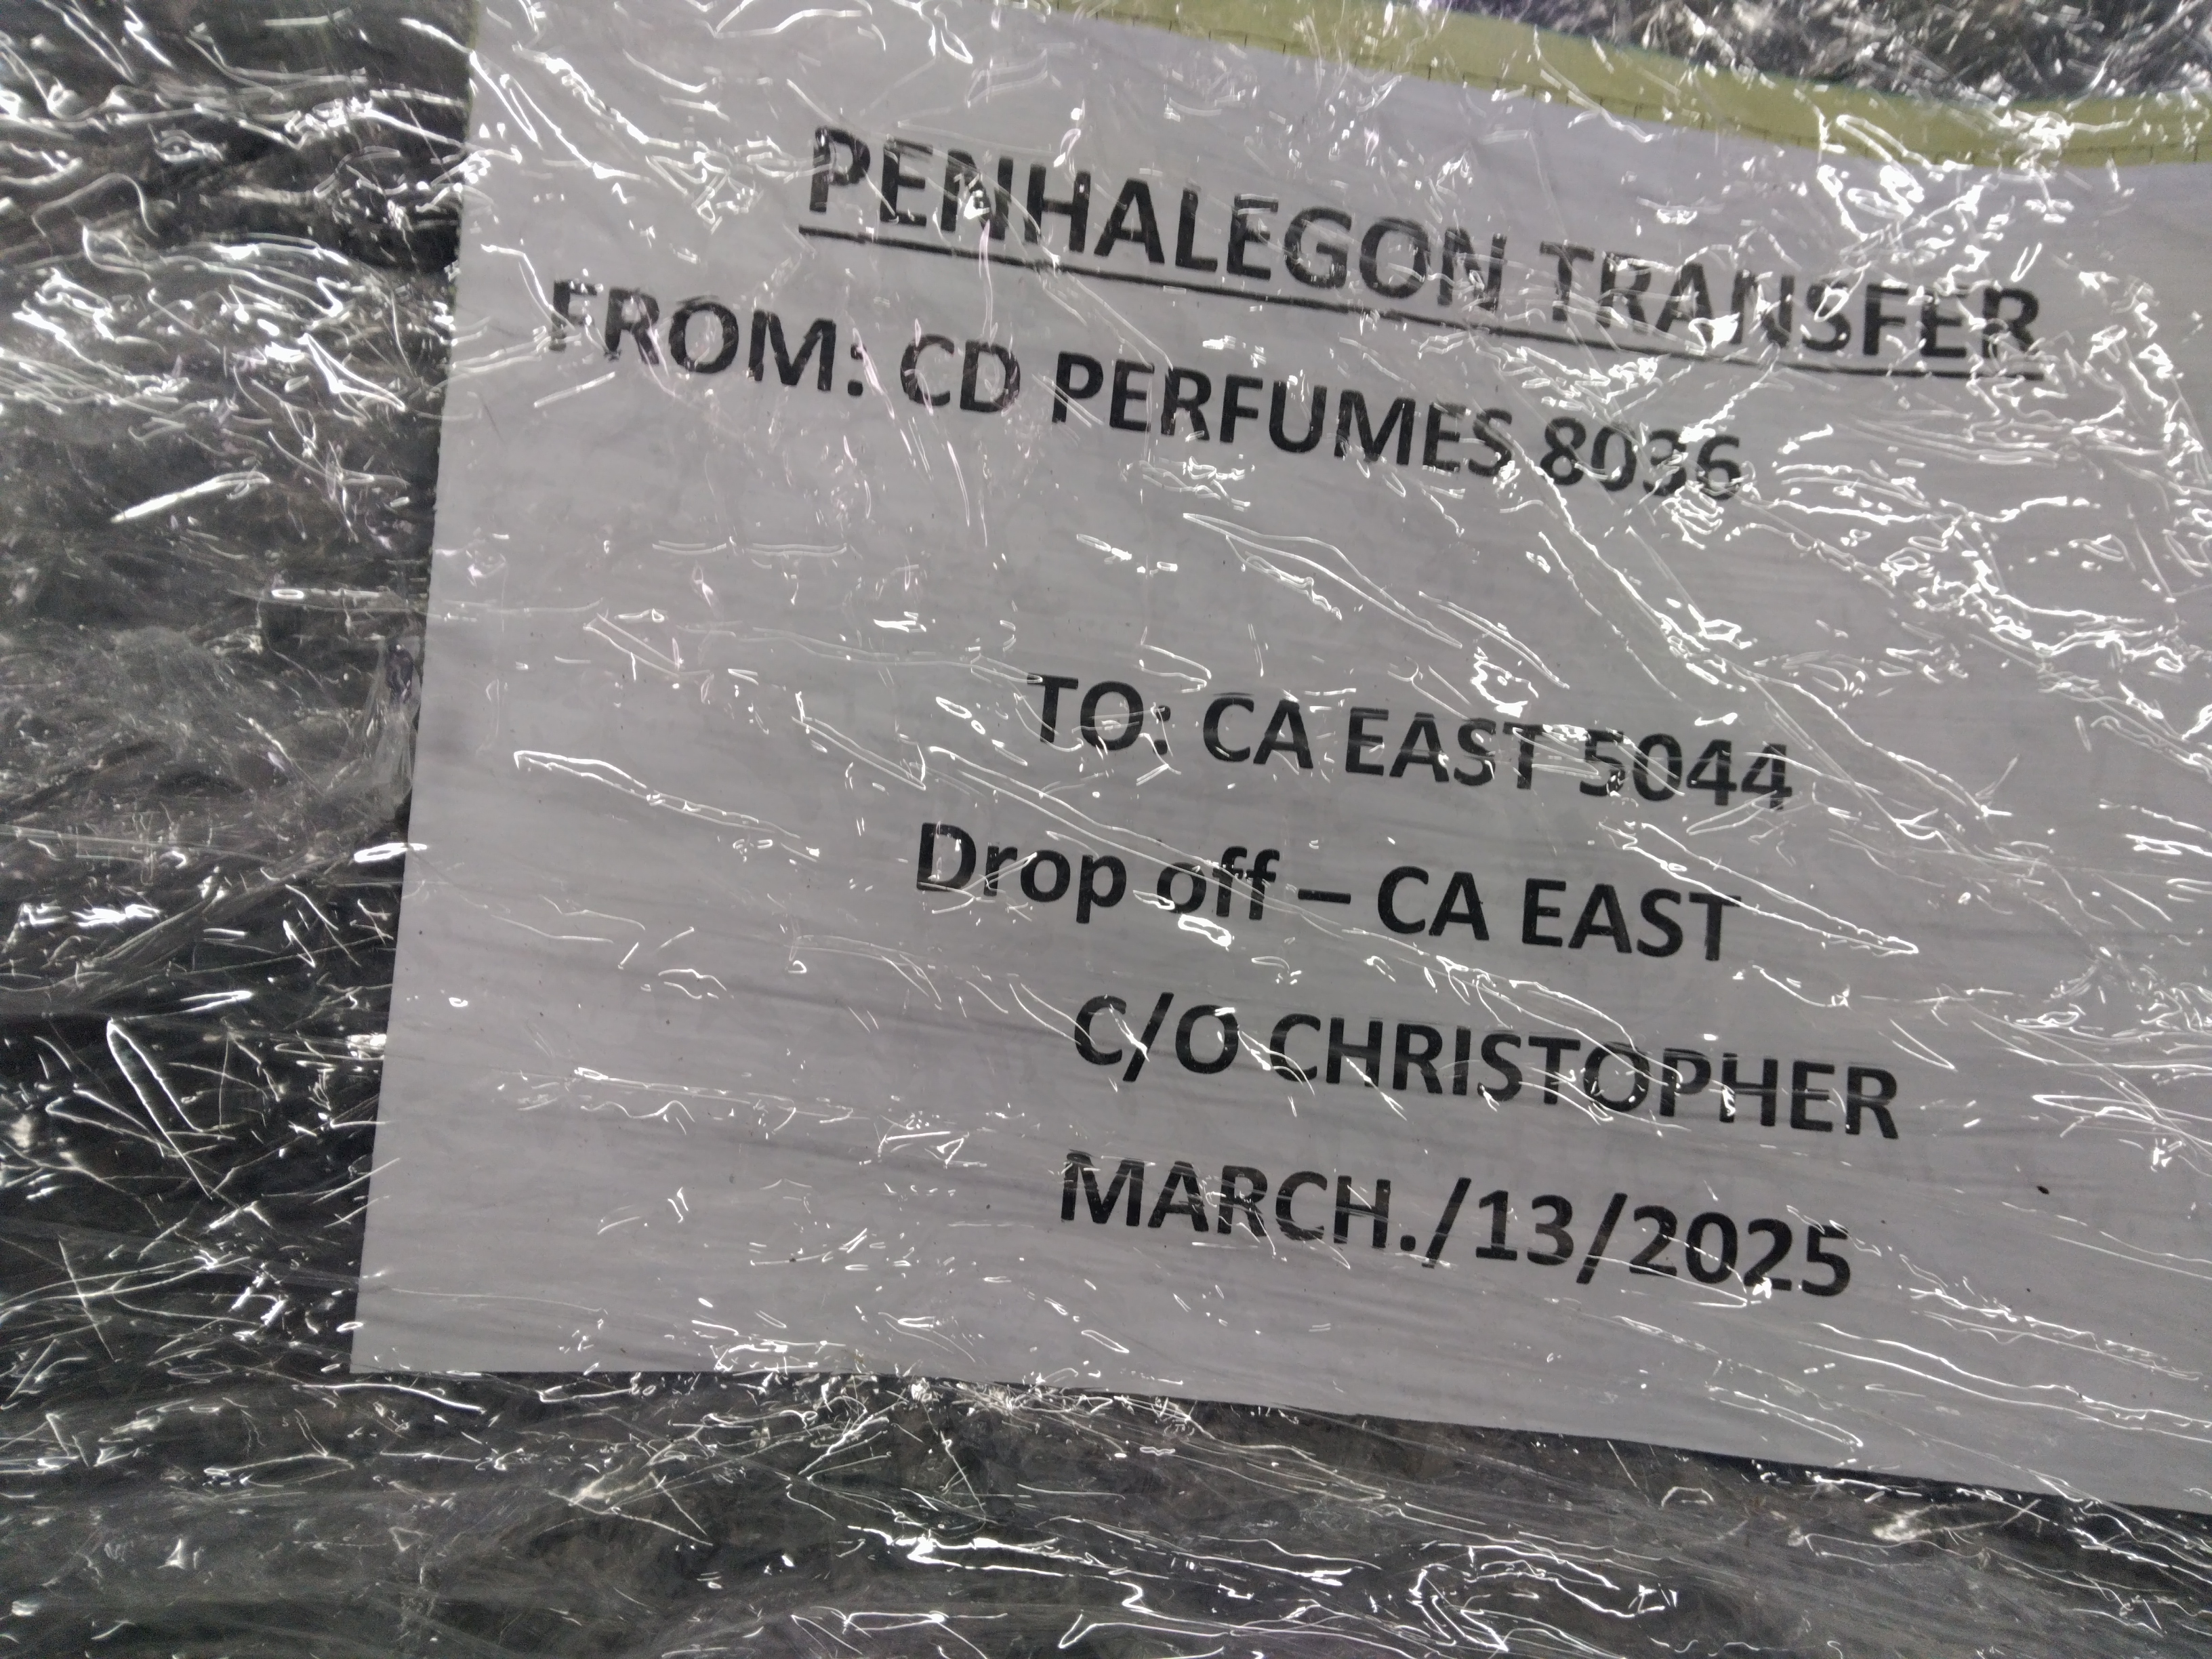 PENHALEGON TRANSFER
FROM: CD PERFUMES 8036
TO: CA EAST 5044
Drop off – CA EAST
C/O CHRISTOPHER
MARCH./13/2025